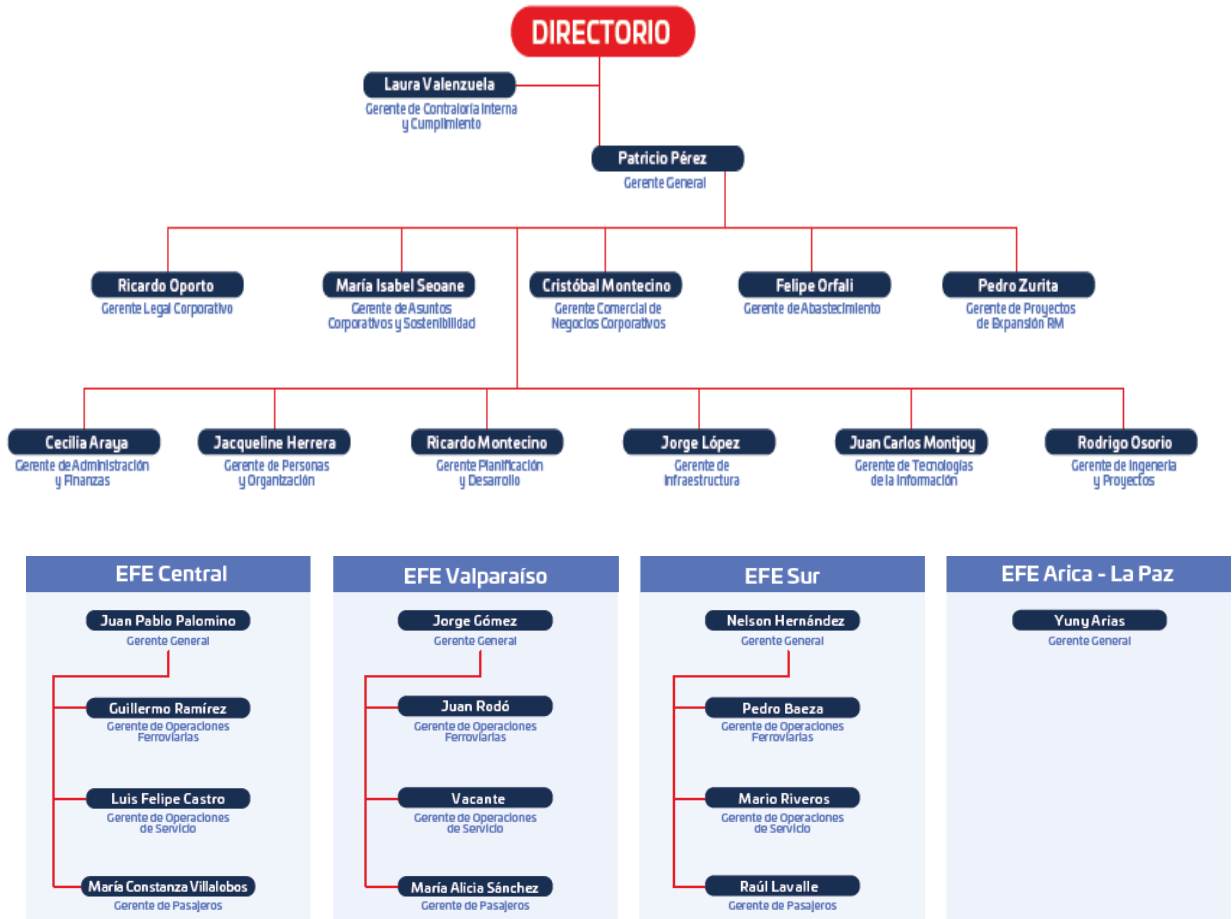 DIRECTORIO
Laura Valenzuela
Gerente de Contraloría Interna
y Cumplimiento
Patricio Pérez
Gerente General
Ricardo Oporto
Gerente Legal Corporativo
María Isabel Seoane
Gerente de Asuntos
Corporativos y Sostenibilidad
Cristóbal Montecino
Gerente Comercial de
Negocios Corporativos
Felipe Orfali
Gerente de Abastecimiento
Pedro Zurita
Gerente de Proyectos
de Expansión RM
Cecilia Araya
Gerente de Administración
y Finanzas
Jacqueline Herrera
Gerente de Personas
y Organización
Ricardo Montecino
Gerente Planificación
y Desarrollo
Jorge López
Gerente de
Infraestructura
Juan Carlos Montjoy
Gerente de Tecnologías
de la Información
Rodrigo Osorio
Gerente de Ingeneria
y Proyectos
EFE Central
Juan Pablo Palomino
Gerente General
Guillermo Ramírez
Gerente de Operaciones
Ferroviarias
Luis Felipe Castro
Gerente de Operaciones
de Servicio
María Constanza Villalobos
Gerente de Pasajeros
EFE Valparaíso
Jorge Gómez
Gerente General
Juan Rodó
Gerente de Operaciones
Ferroviarias
Vacante
Gerente de Operaciones
de Servicio
María Alicia Sánchez
Gerente de Pasajeros
EFE Sur
Nelson Hernández
Gerente General
Pedro Baeza
Gerente de Operaciones
Ferroviarias
Mario Riveros
Gerente de Operaciones
de Servicio
Raúl Lavalle
Gerente de Pasajeros
EFE Arica - La Paz
Yuny Arias
Gerente General